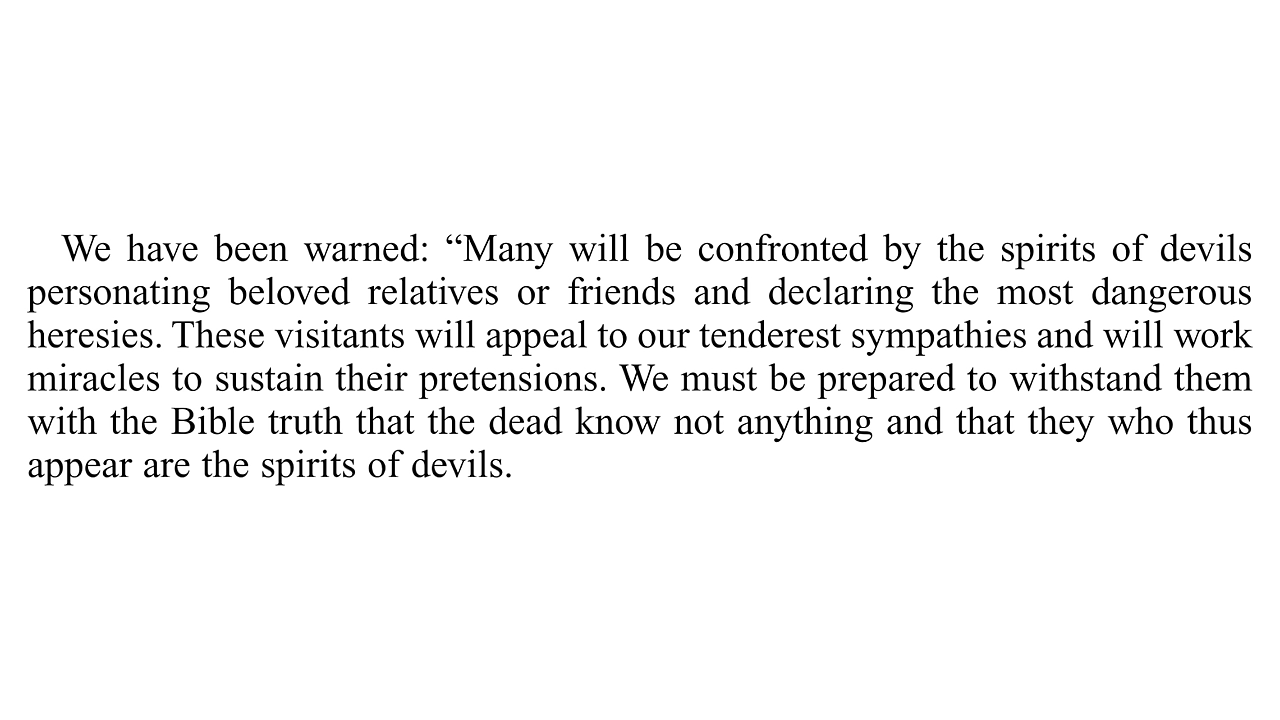 We have been warned: “Many will be confronted by the spirits of devils
personating beloved relatives or friends and declaring the most dangerous
heresies. These visitants will appeal to our tenderest sympathies and will work
miracles to sustain their pretensions. We must be prepared to withstand them
with the Bible truth that the dead know not anything and that they who thus
appear are the spirits of devils.